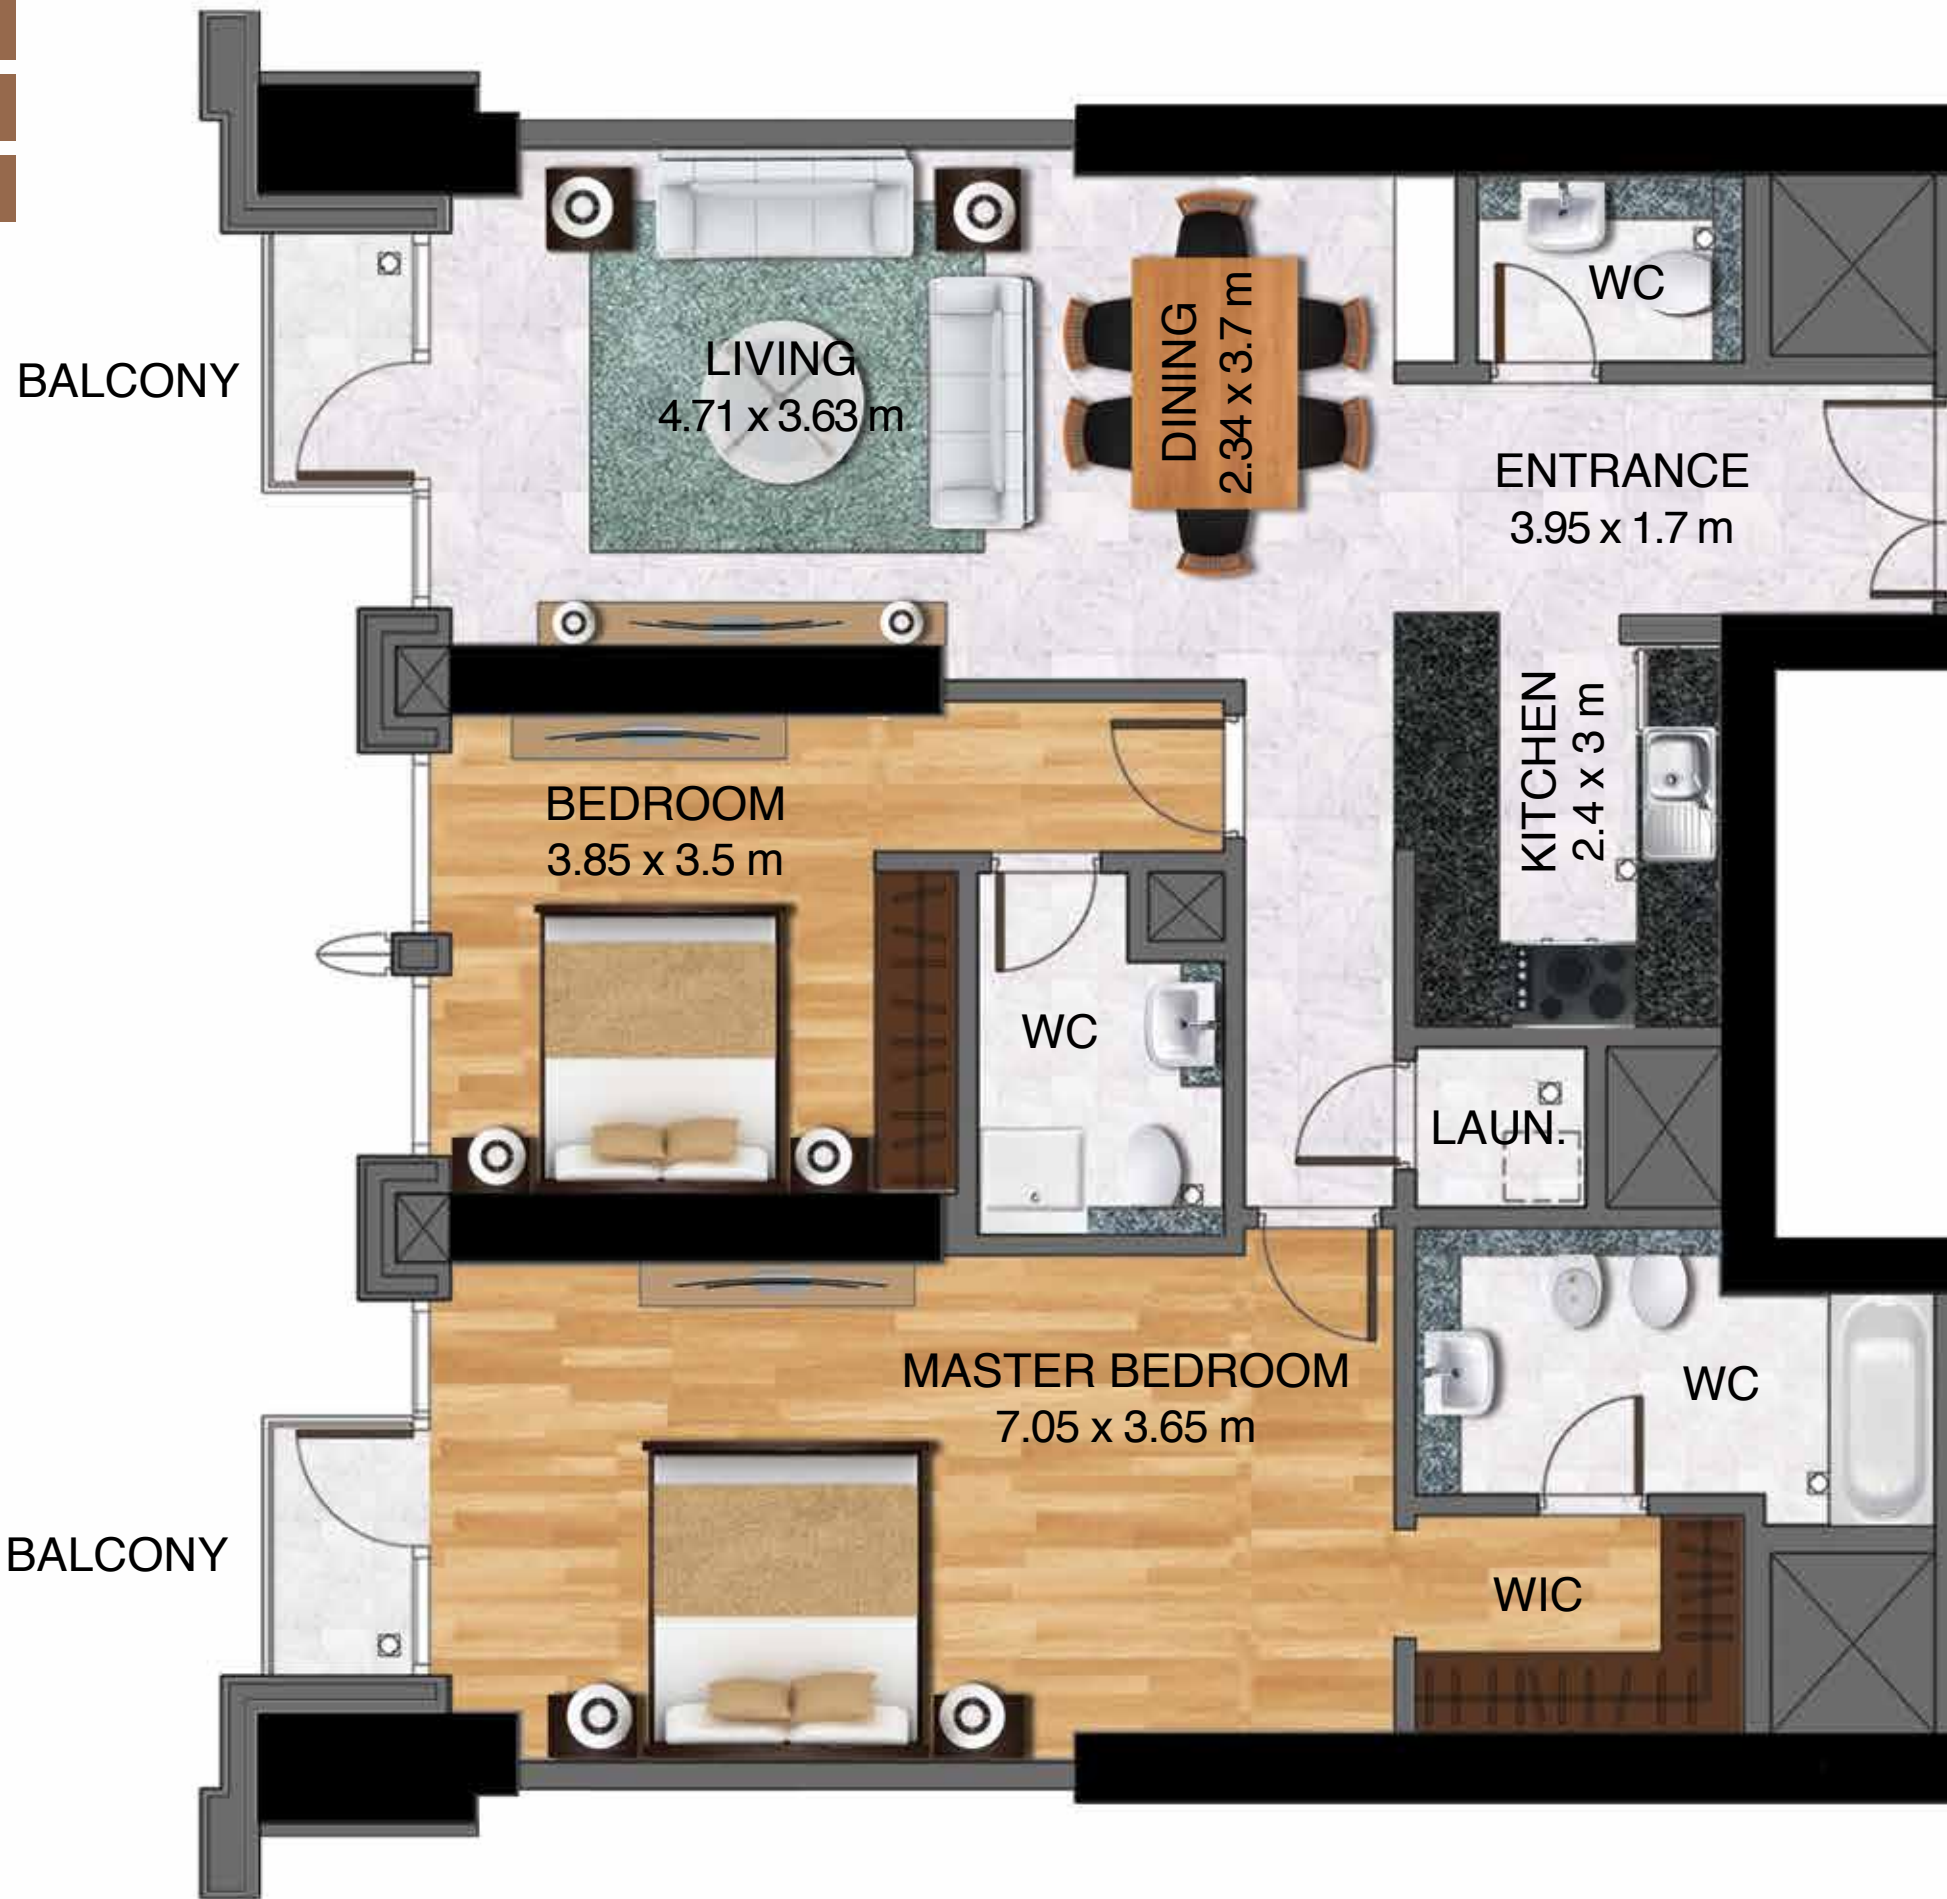 WC
BALCONY
LIVING
4.71 x 3.63 m
DINING
2.34 x 3.7 m
ENTRANCE
3.95 x 1.7 m
BEDROOM
3.85 x 3.5 m
KITCHEN
2.4 x 3 m
WC
LAUN.
MASTER BEDROOM
7.05 x 3.65 m
WC
BALCONY
WIC